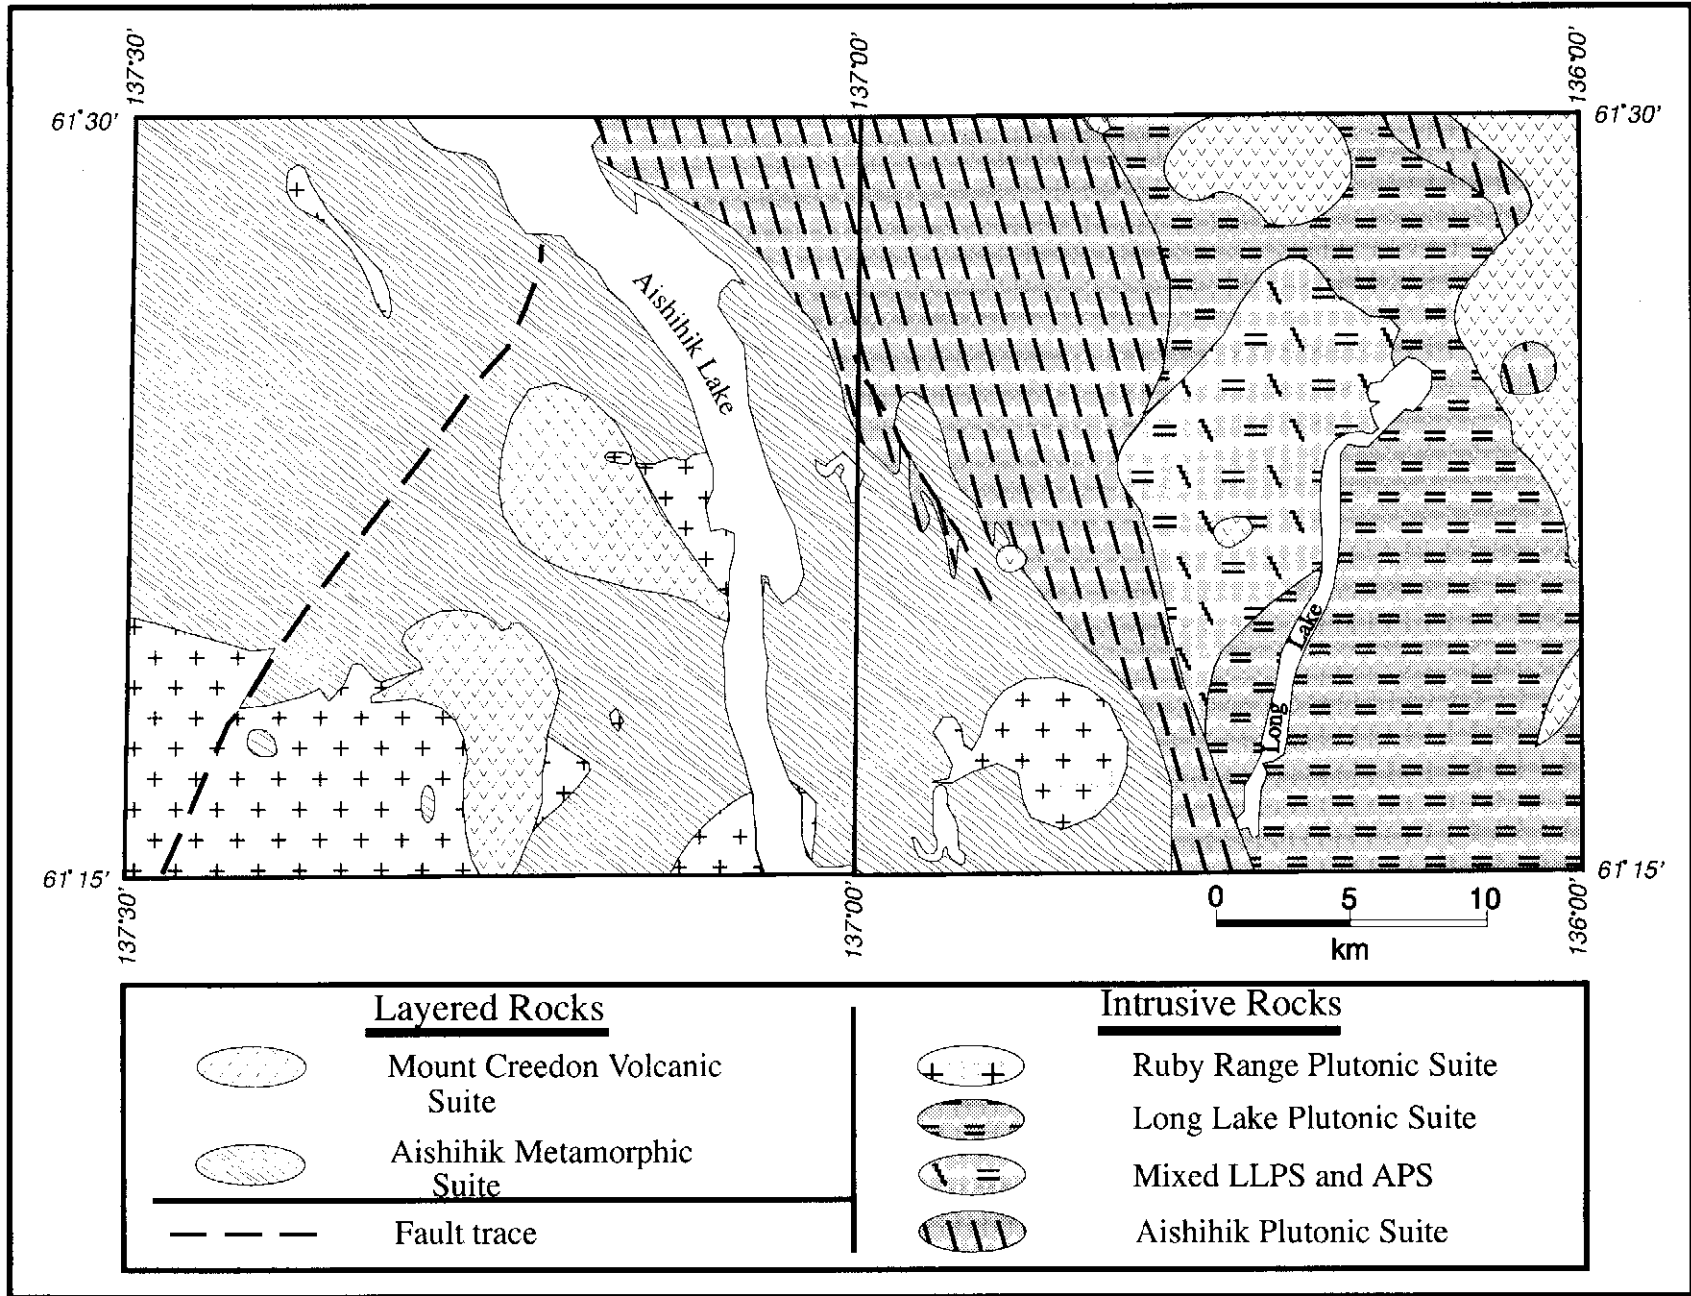 137°30'
137°00'
136°00'
61°30'
61°30'
Aishihik Lake
Long Lake
61°15'
61°15'
137°30'
137°00'
136°00'
0 5 10
km
Layered Rocks
Mount Creedon Volcanic
Suite
Aishihik Metamorphic
Suite
Fault trace
Intrusive Rocks
Ruby Range Plutonic Suite
Long Lake Plutonic Suite
Mixed LLPS and APS
Aishihik Plutonic Suite